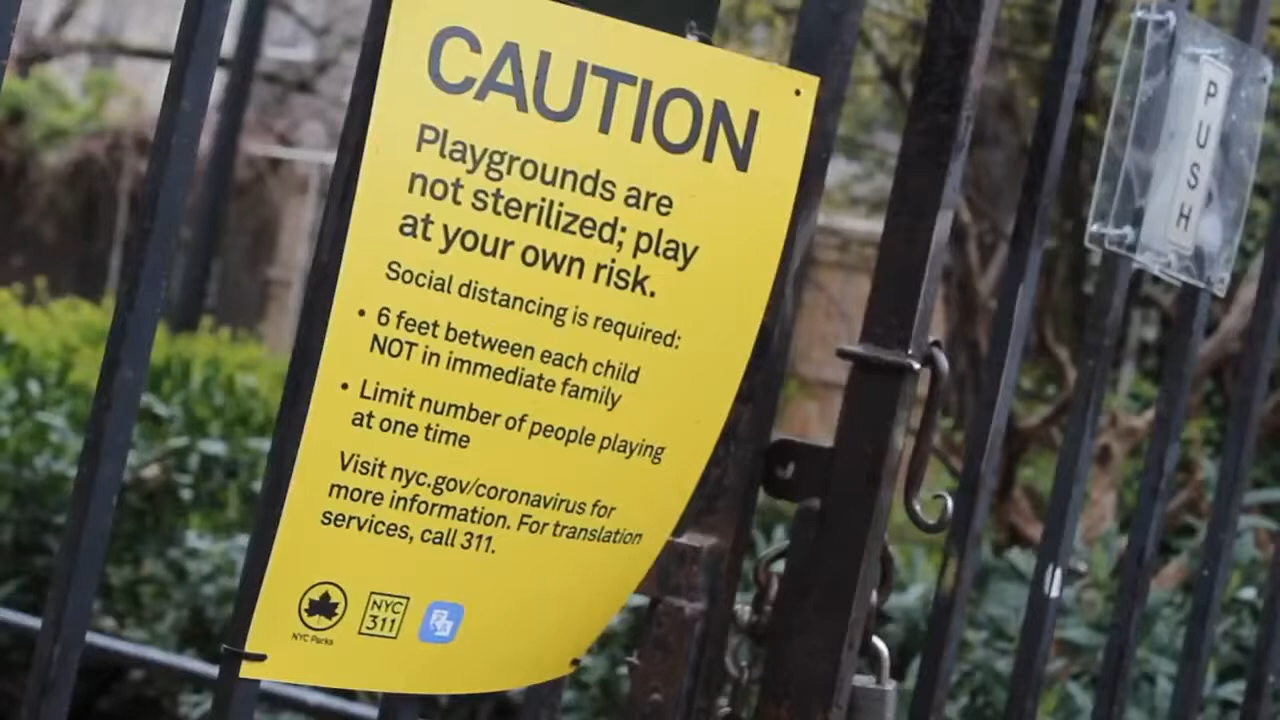 CAUTION
Playgrounds are
not sterilized; play
at your own risk.
Social distancing is required:
• 6 feet between each child
NOT in immediate family
• Limit number of people playing
at one time
Visit nyc.gov/coronavirus for
more information. For translation
services, call 311.
NYC Parks
NYC
311
PUSH